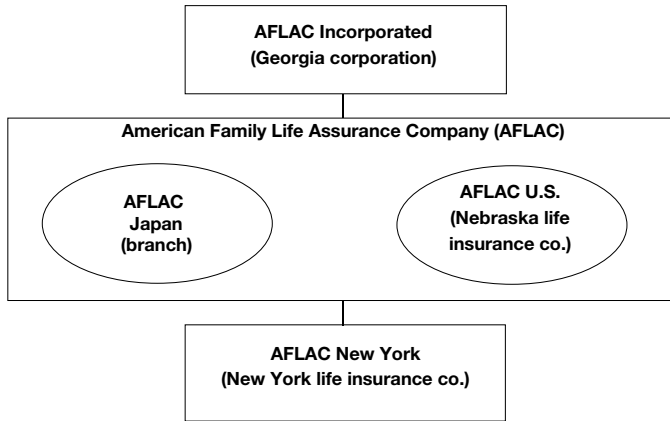 AFLAC Incorporated
(Georgia corporation)
American Family Life Assurance Company (AFLAC)
AFLAC
Japan
(branch)
AFLAC U.S.
(Nebraska life
insurance co.)
AFLAC New York
(New York life insurance co.)